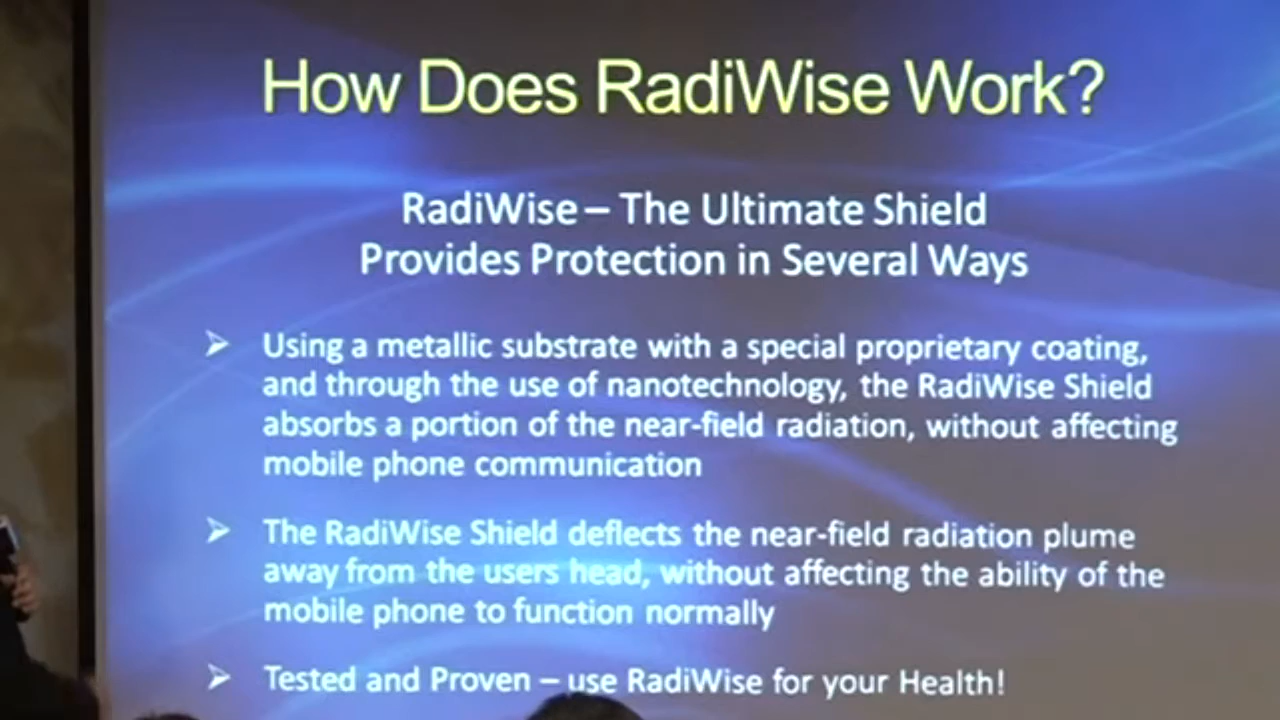 How Does RadiWise Work?
RadiWise – The Ultimate Shield
Provides Protection in Several Ways
➢ Using a metallic substrate with a special proprietary coating,
and through the use of nanotechnology, the RadiWise Shield
absorbs a portion of the near-field radiation, without affecting
mobile phone communication
➢ The RadiWise Shield deflects the near-field radiation plume
away from the users head, without affecting the ability of the
mobile phone to function normally
➢ Tested and Proven – use RadiWise for your Health!